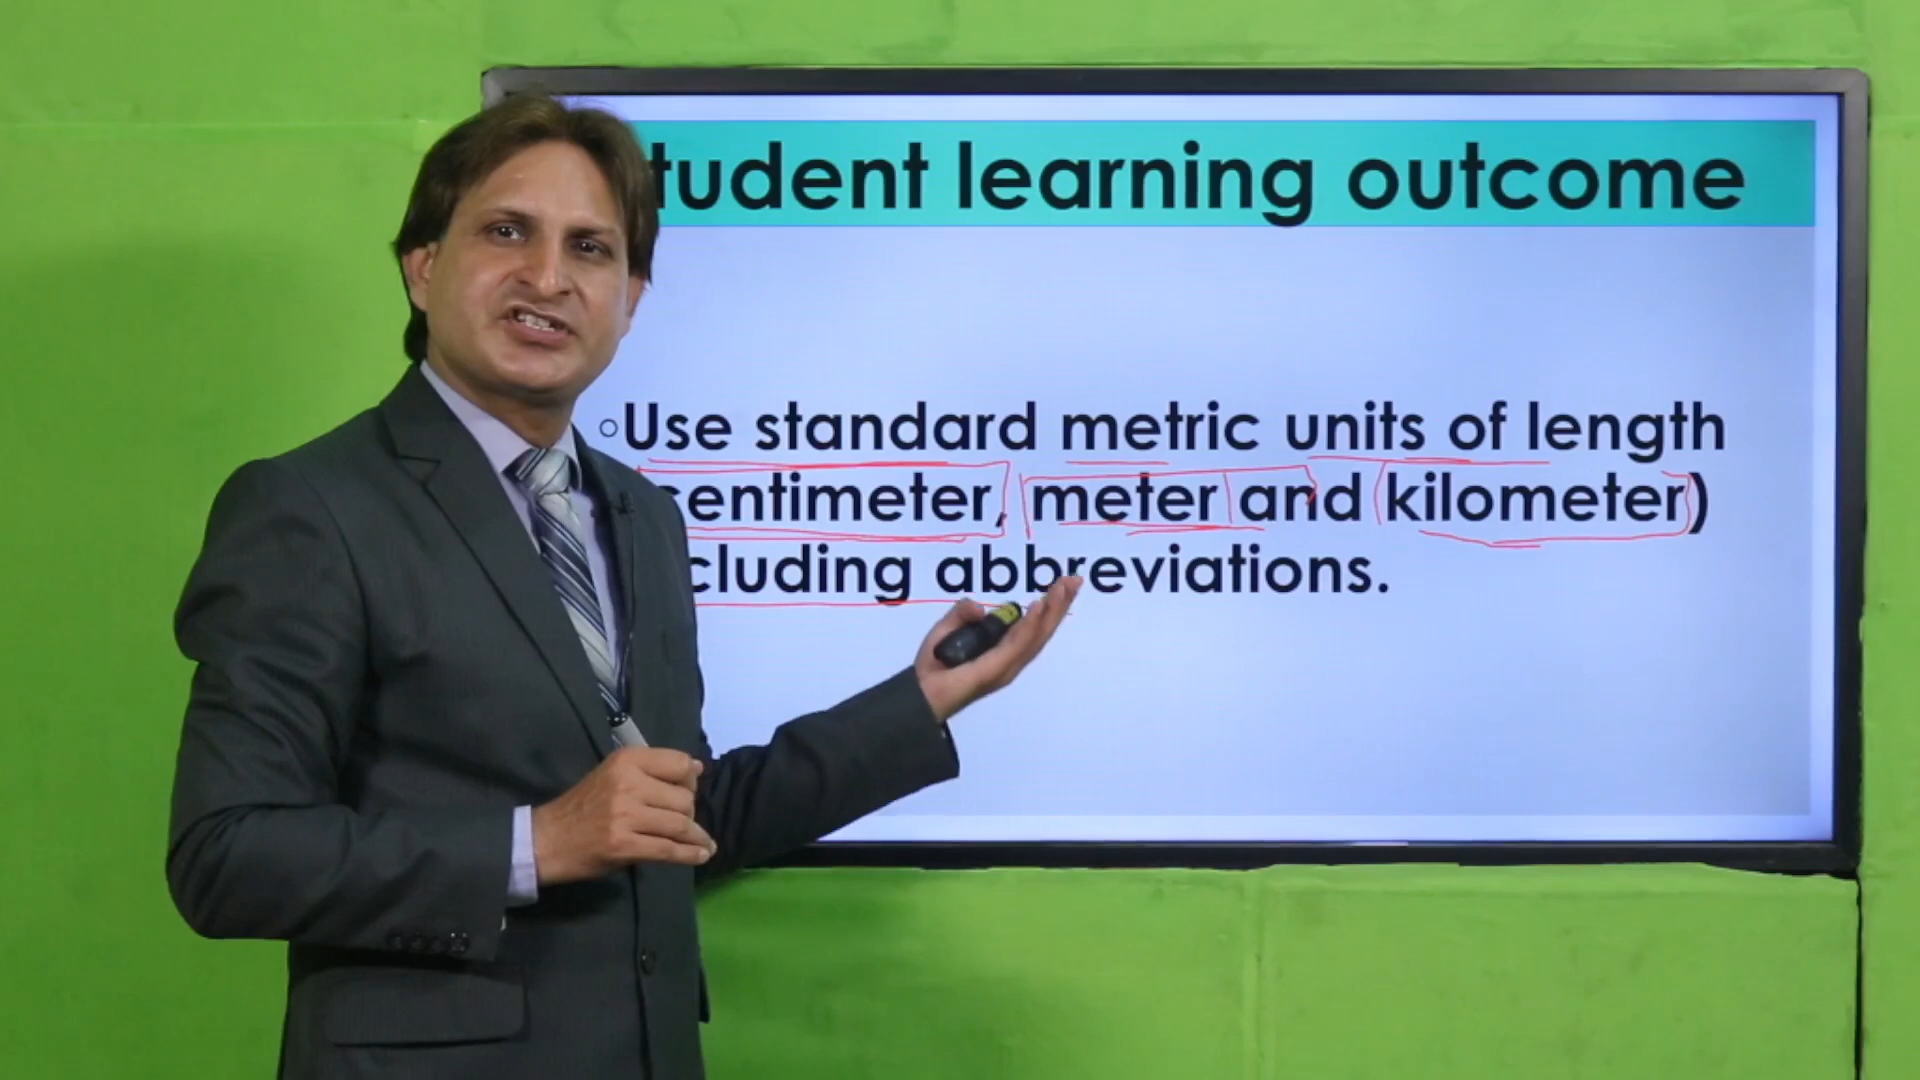 tudent learning outcome
◦Use standard metric units of length
centimeter, meter and kilometer)
cluding abbreviations.